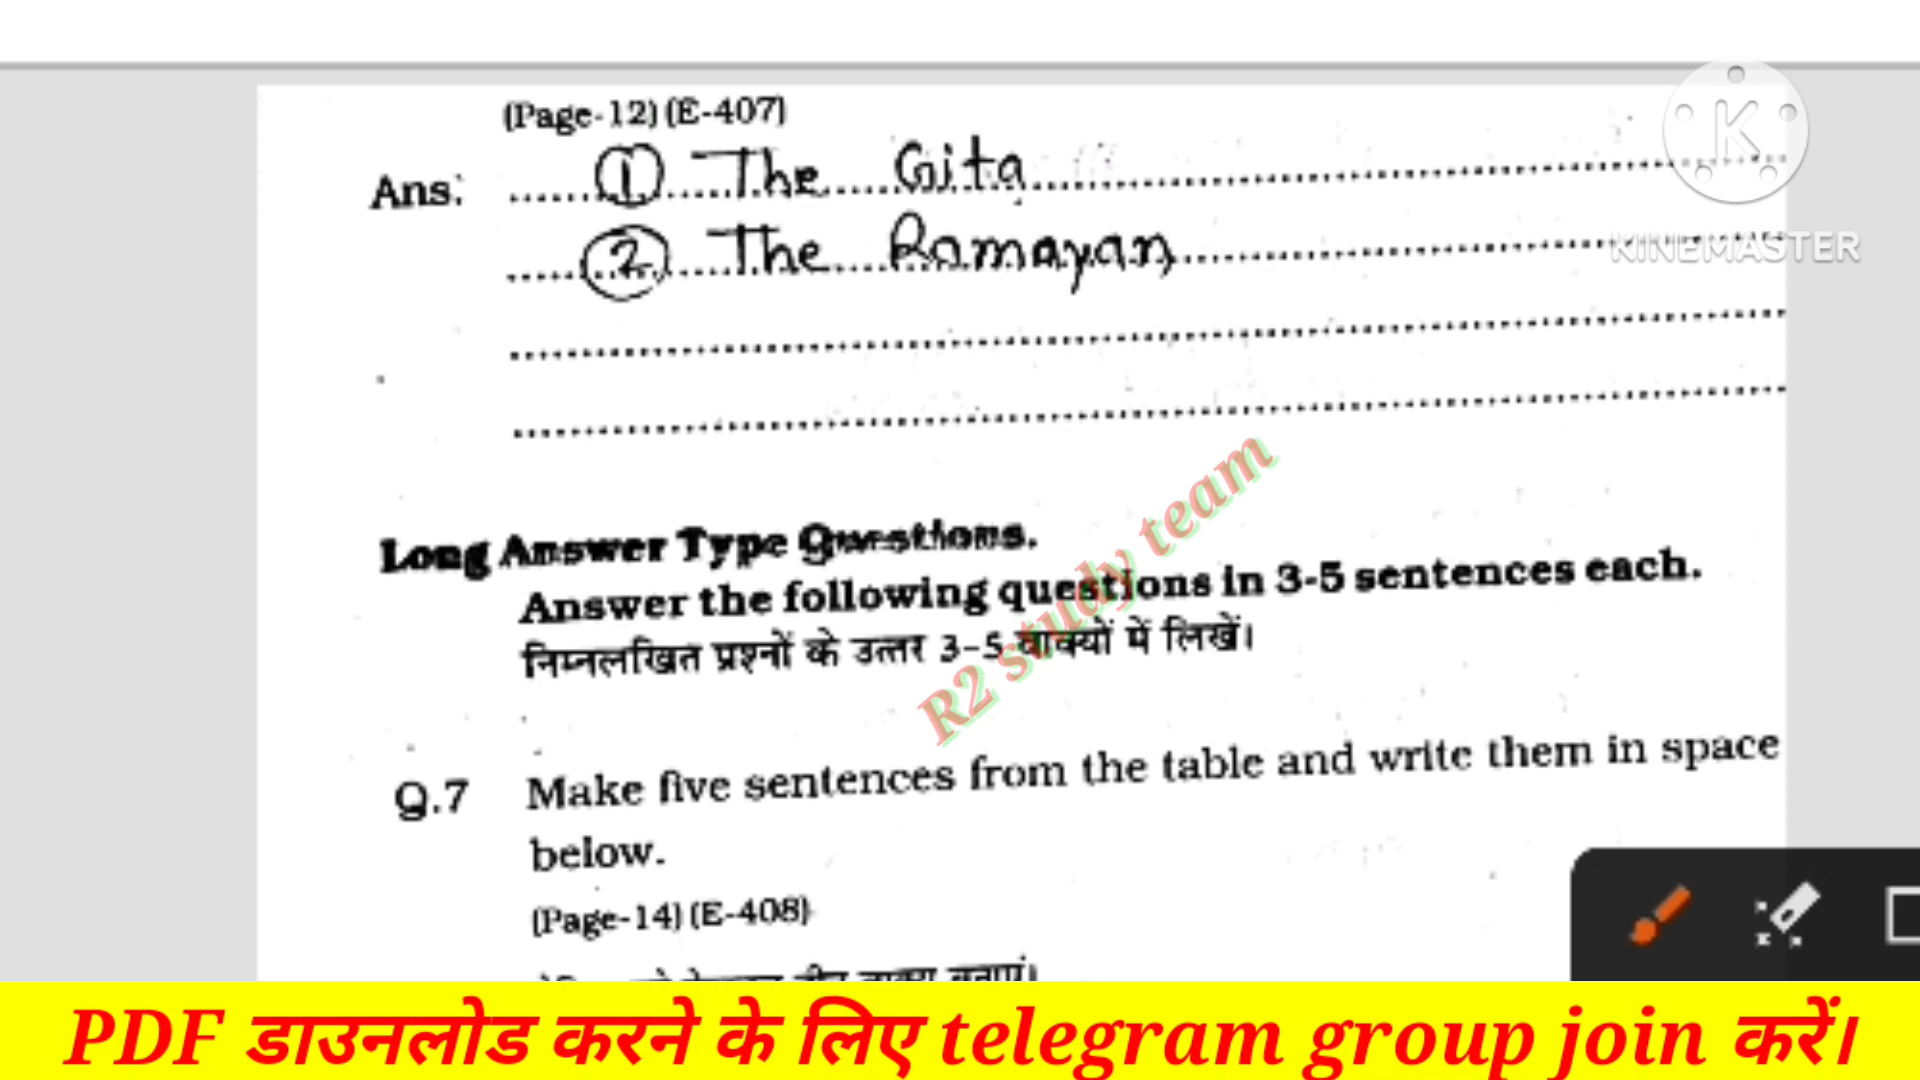 (Page-12) (E-407)
Ans: ① The Gita
② The Ramayan
KINEMASTER
Long Answer Type Questions.
Answer the following questions in 3-5 sentences each.
निम्नलखित प्रश्नों के उत्तर 3-5 वाक्यों में लिखें।
R2 study team
Q.7 Make five sentences from the table and write them in space
below.
(Page-14) (E-408)
PDF डाउनलोड करने के लिए telegram group join करें।